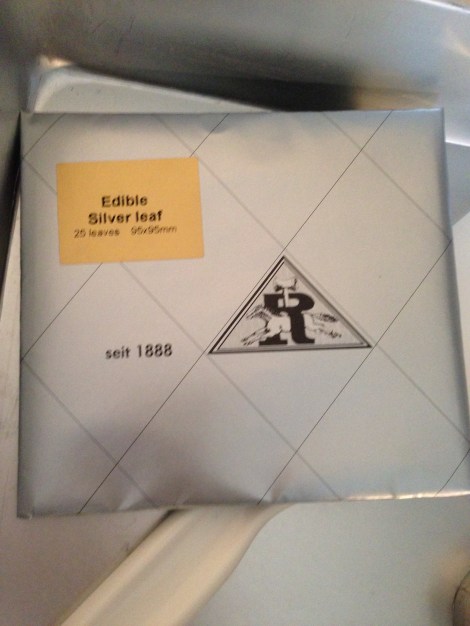 Edible
Silver leaf
25 leaves 95x95mm
R
seit 1888